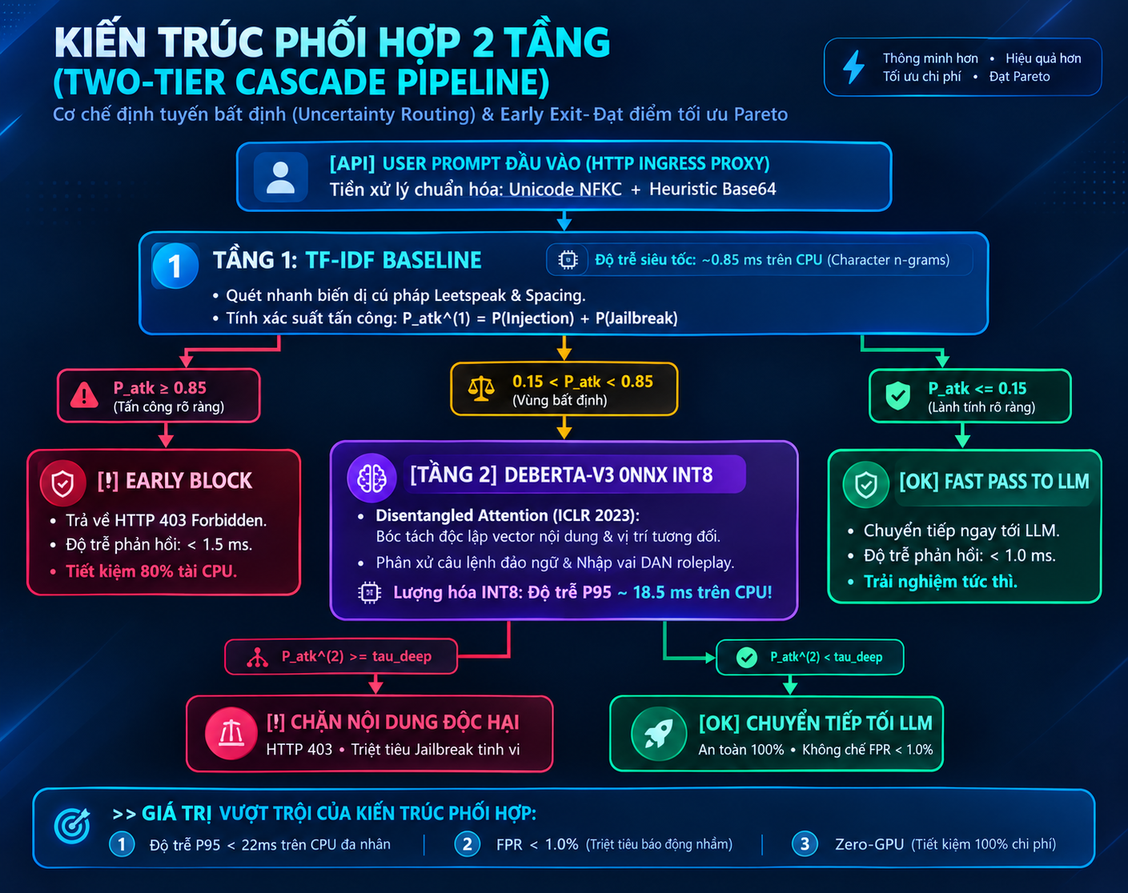 KIẾN TRÚC PHỐI HỢP 2 TẦNG
(TWO-TIER CASCADE PIPELINE)
Cơ chế định tuyến bất định (Uncertainty Routing) & Early Exit-Đạt điểm tối ưu Pareto
Thông minh hơn • Hiệu quả hơn
Tối ưu chi phí • Đạt Pareto
[API] USER PROMPT ĐẦU VÀO (HTTP INGRESS PROXY)
Tiền xử lý chuẩn hóa: Unicode NFKC + Heuristic Base64
1
TẦNG 1: TF-IDF BASELINE
Độ trễ siêu tốc: ~0.85 ms trên CPU (Character n-grams)
• Quét nhanh biến dị cú pháp Leetspeak & Spacing.
• Tính xác suất tấn công: P_atk^(1) = P(Injection) + P(Jailbreak)
P_atk ≥ 0.85
(Tấn công rõ ràng)
0.15 < P_atk < 0.85
(Vùng bất định)
P_atk <= 0.15
(Lành tính rõ ràng)
[!] EARLY BLOCK
• Trả về HTTP 403 Forbidden.
• Độ trễ phản hồi: < 1.5 ms.
• Tiết kiệm 80% tài CPU.
[TẦNG 2] DEBERTA-V3 0NNX INT8
• Disentangled Attention (ICLR 2023):
Bóc tách độc lập vector nội dung & vị trí tương đối.
• Phân xử câu lệnh đảo ngữ & Nhập vai DAN roleplay.
Lượng hóa INT8: Độ trễ P95 ~ 18.5 ms trên CPU!
[OK] FAST PASS TO LLM
• Chuyển tiếp ngay tới LLM.
• Độ trễ phản hồi: < 1.0 ms.
• Trải nghiệm tức thì.
P_atk^(2) >= tau_deep
P_atk^(2) < tau_deep
[!] CHẶN NỘI DUNG ĐỘC HẠI
HTTP 403 • Triệt tiêu Jailbreak tinh vi
[OK] CHUYỂN TIẾP TỐI LLM
An toàn 100% • Không chế FPR < 1.0%
>> GIÁ TRỊ VƯỢT TRỘI CỦA KIẾN TRÚC PHỐI HỢP:
1 Độ trễ P95 < 22ms trên CPU đa nhân
2 FPR < 1.0% (Triệt tiêu báo động nhầm)
3 Zero-GPU (Tiết kiệm 100% chi phí)